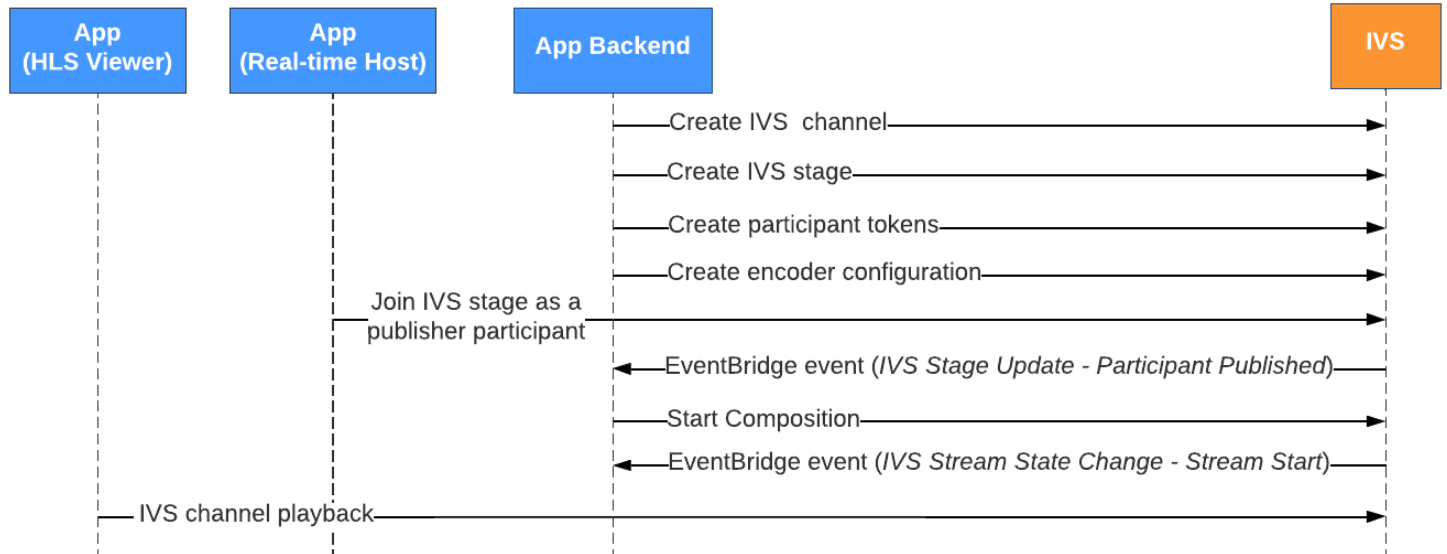 App
(HLS Viewer)
App
(Real-time Host)
App Backend
IVS
Create IVS channel
Create IVS stage
Create participant tokens
Create encoder configuration
Join IVS stage as a
publisher participant
EventBridge event (IVS Stage Update - Participant Published)
Start Composition
EventBridge event (IVS Stream State Change - Stream Start)
IVS channel playback